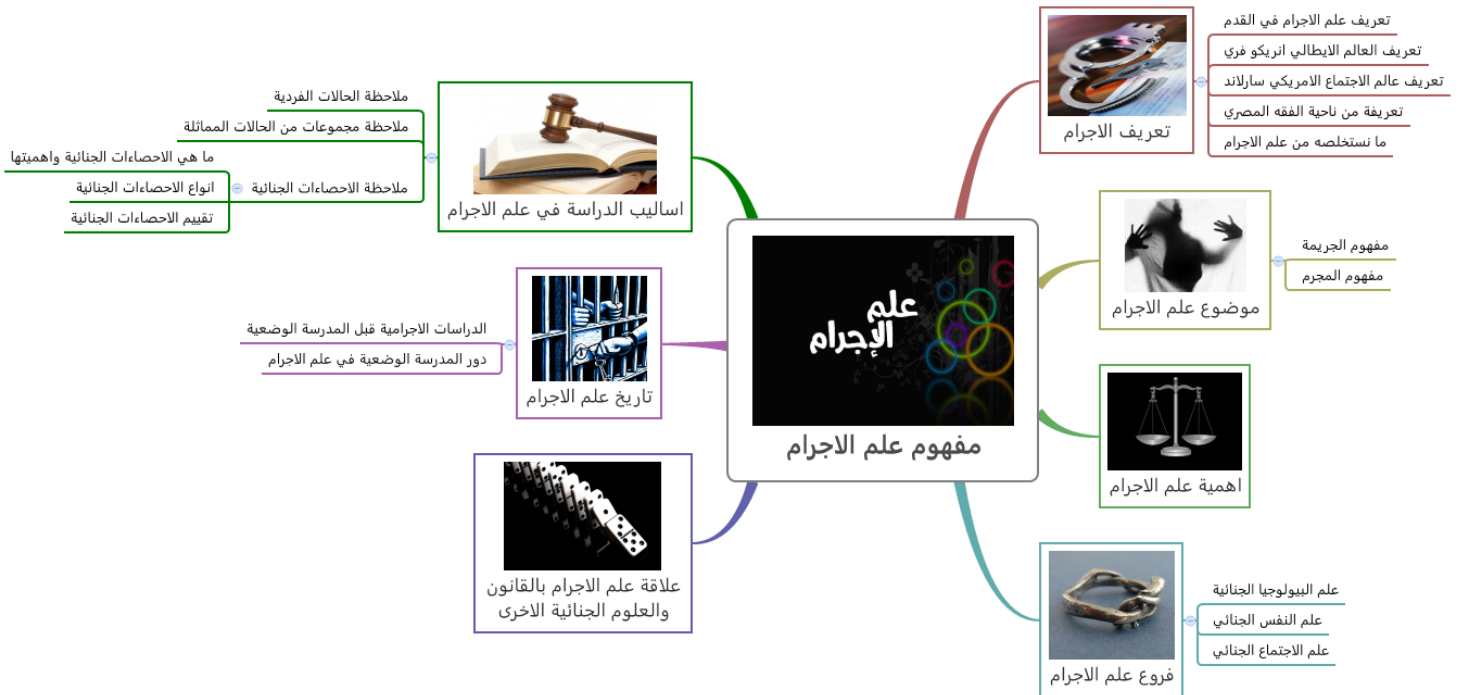 علم
الإجرام
مفهوم علم الاجرام
تعريف الاجرام
تعريف علم الاجرام في القدم
تعريف العالم الايطالي انريكو فري
تعريف عالم الاجتماع الامريكي سارلاند
تعريفة من ناحية الفقه المصري
ما نستخلصه من علم الاجرام
موضوع علم الاجرام
مفهوم الجريمة
مفهوم المجرم
اهمية علم الاجرام
فروع علم الاجرام
علم البيولوجيا الجنائية
علم النفس الجنائي
علم الاجتماع الجنائي
اساليب الدراسة في علم الاجرام
ملاحظة الحالات الفردية
ملاحظة مجموعات من الحالات المماثلة
ملاحظة الاحصاءات الجنائية
ما هي الاحصاءات الجنائية واهميتها
انواع الاحصاءات الجنائية
تقييم الاحصاءات الجنائية
تاريخ علم الاجرام
الدراسات الاجرامية قبل المدرسة الوضعية
دور المدرسة الوضعية في علم الاجرام
علاقة علم الاجرام بالقانون
والعلوم الجنائية الاخرى